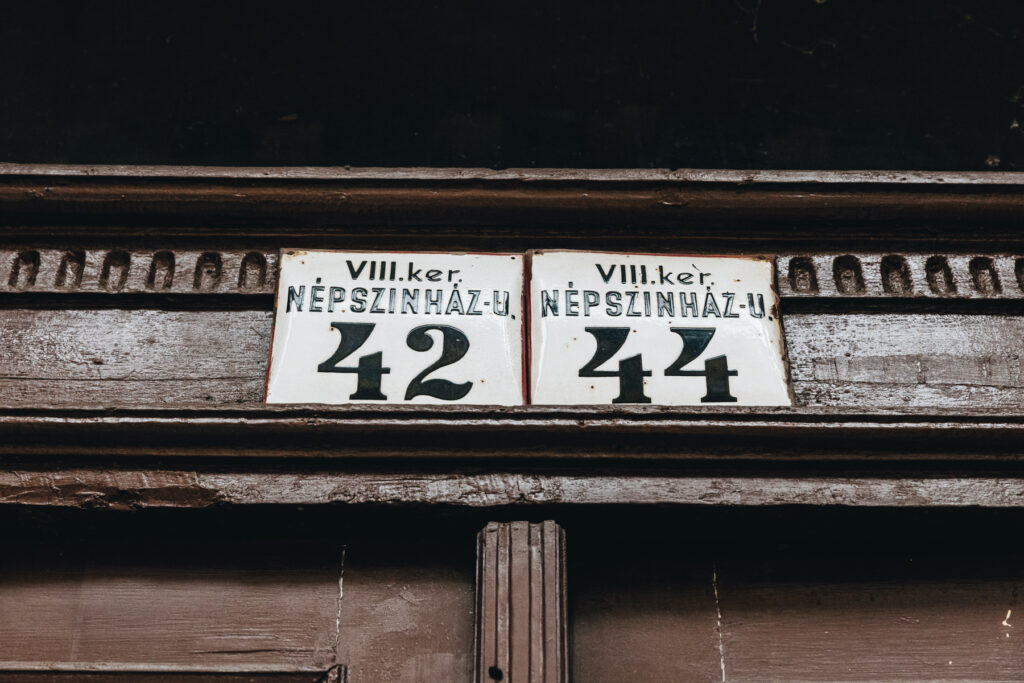 VIII.ker.
NÉPSZINHÁZ-U.
42
VIII.ker.
NÉPSZINHÁZ-U.
44